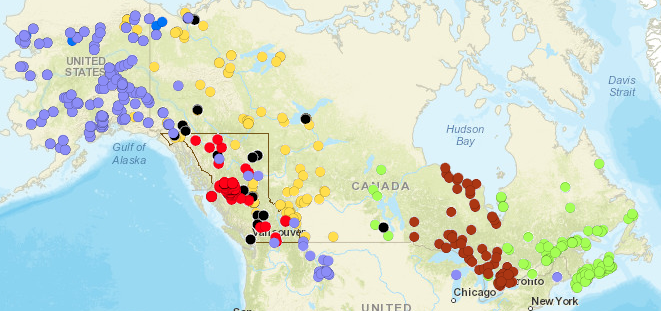 UNITED
STATES
Gulf of
Alaska
CANADA
Hudson
Bay
Davis
Strait
Vancouver
Toronto
Chicago
New York
UNITED